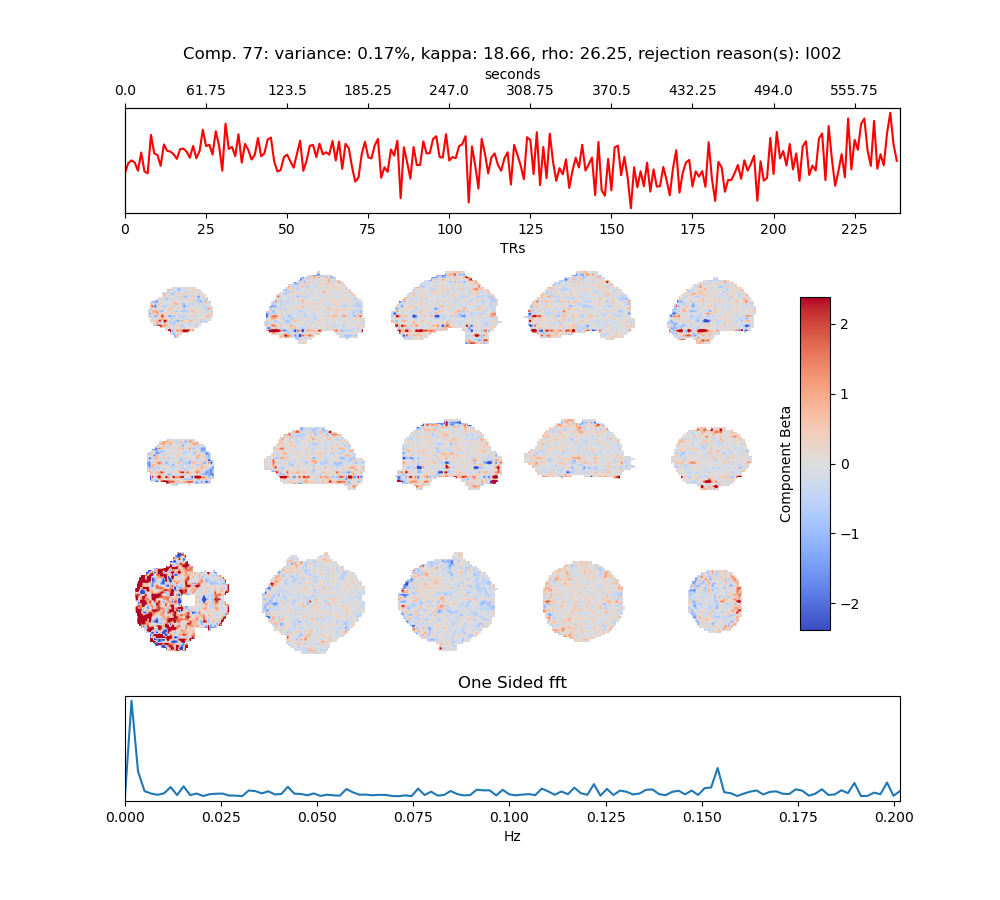 Comp. 77: variance: 0.17%, kappa: 18.66, rho: 26.25, rejection reason(s): I002
seconds
0.0 61.75 123.5 185.25 247.0 308.75 370.5 432.25 494.0 555.75
0 25 50 75 100 125 150 175 200 225
TRs
2
1
0
−1
−2
Component Beta
One Sided fft
0.000 0.025 0.050 0.075 0.100 0.125 0.150 0.175 0.200
Hz